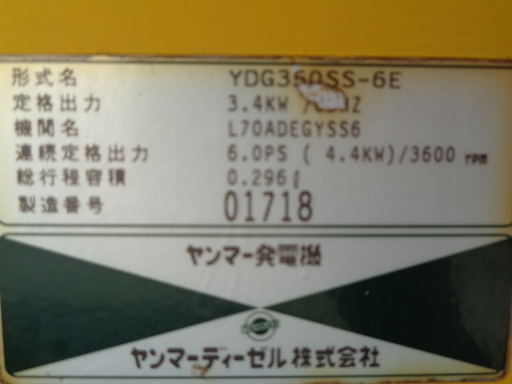 形式名 YDG350SS-6E
定格出力 3.4KW Z
機関名 L70ADEGYSS6
連続定格出力 6.0PS ( 4.4KW)/3600 rpm
総行程容積 0.296ℓ
製造番号 01718
ヤンマー発電機
ヤンマーディーゼル株式会社